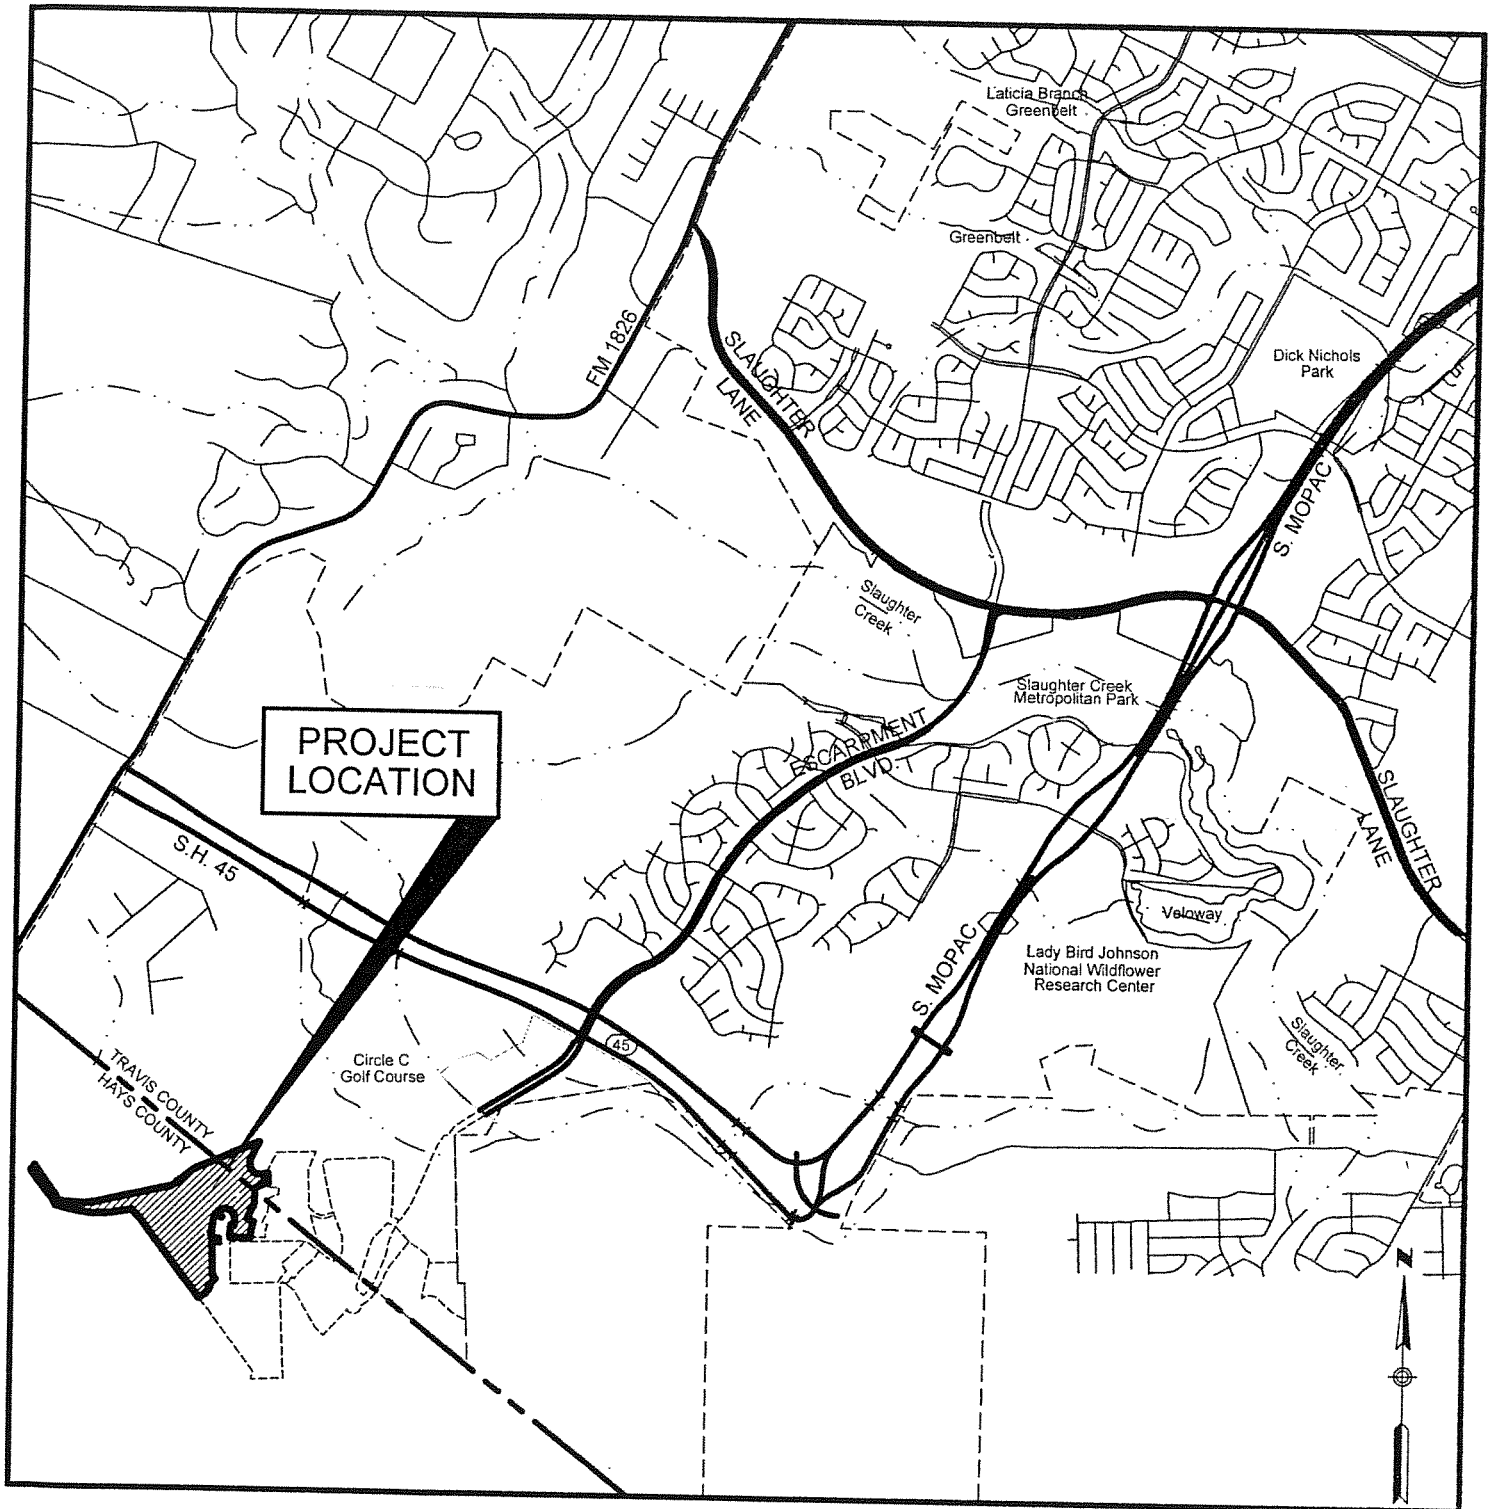 Laticia Branch
Greenbelt
Greenbelt
FM 1826
SLAUGHTER
LANE
Dick Nichols
Park
S. MOPAC
Slaughter
Creek
Slaughter Creek
Metropolitan Park
PROJECT
LOCATION
ESCARPMENT
BLVD.
SLAUGHTER
LANE
S.H. 45
Veloway
S. MOPAC
Lady Bird Johnson
National Wildflower
Research Center
45
Slaughter
Creek
Circle C
Golf Course
TRAVIS COUNTY
HAYS COUNTY
N